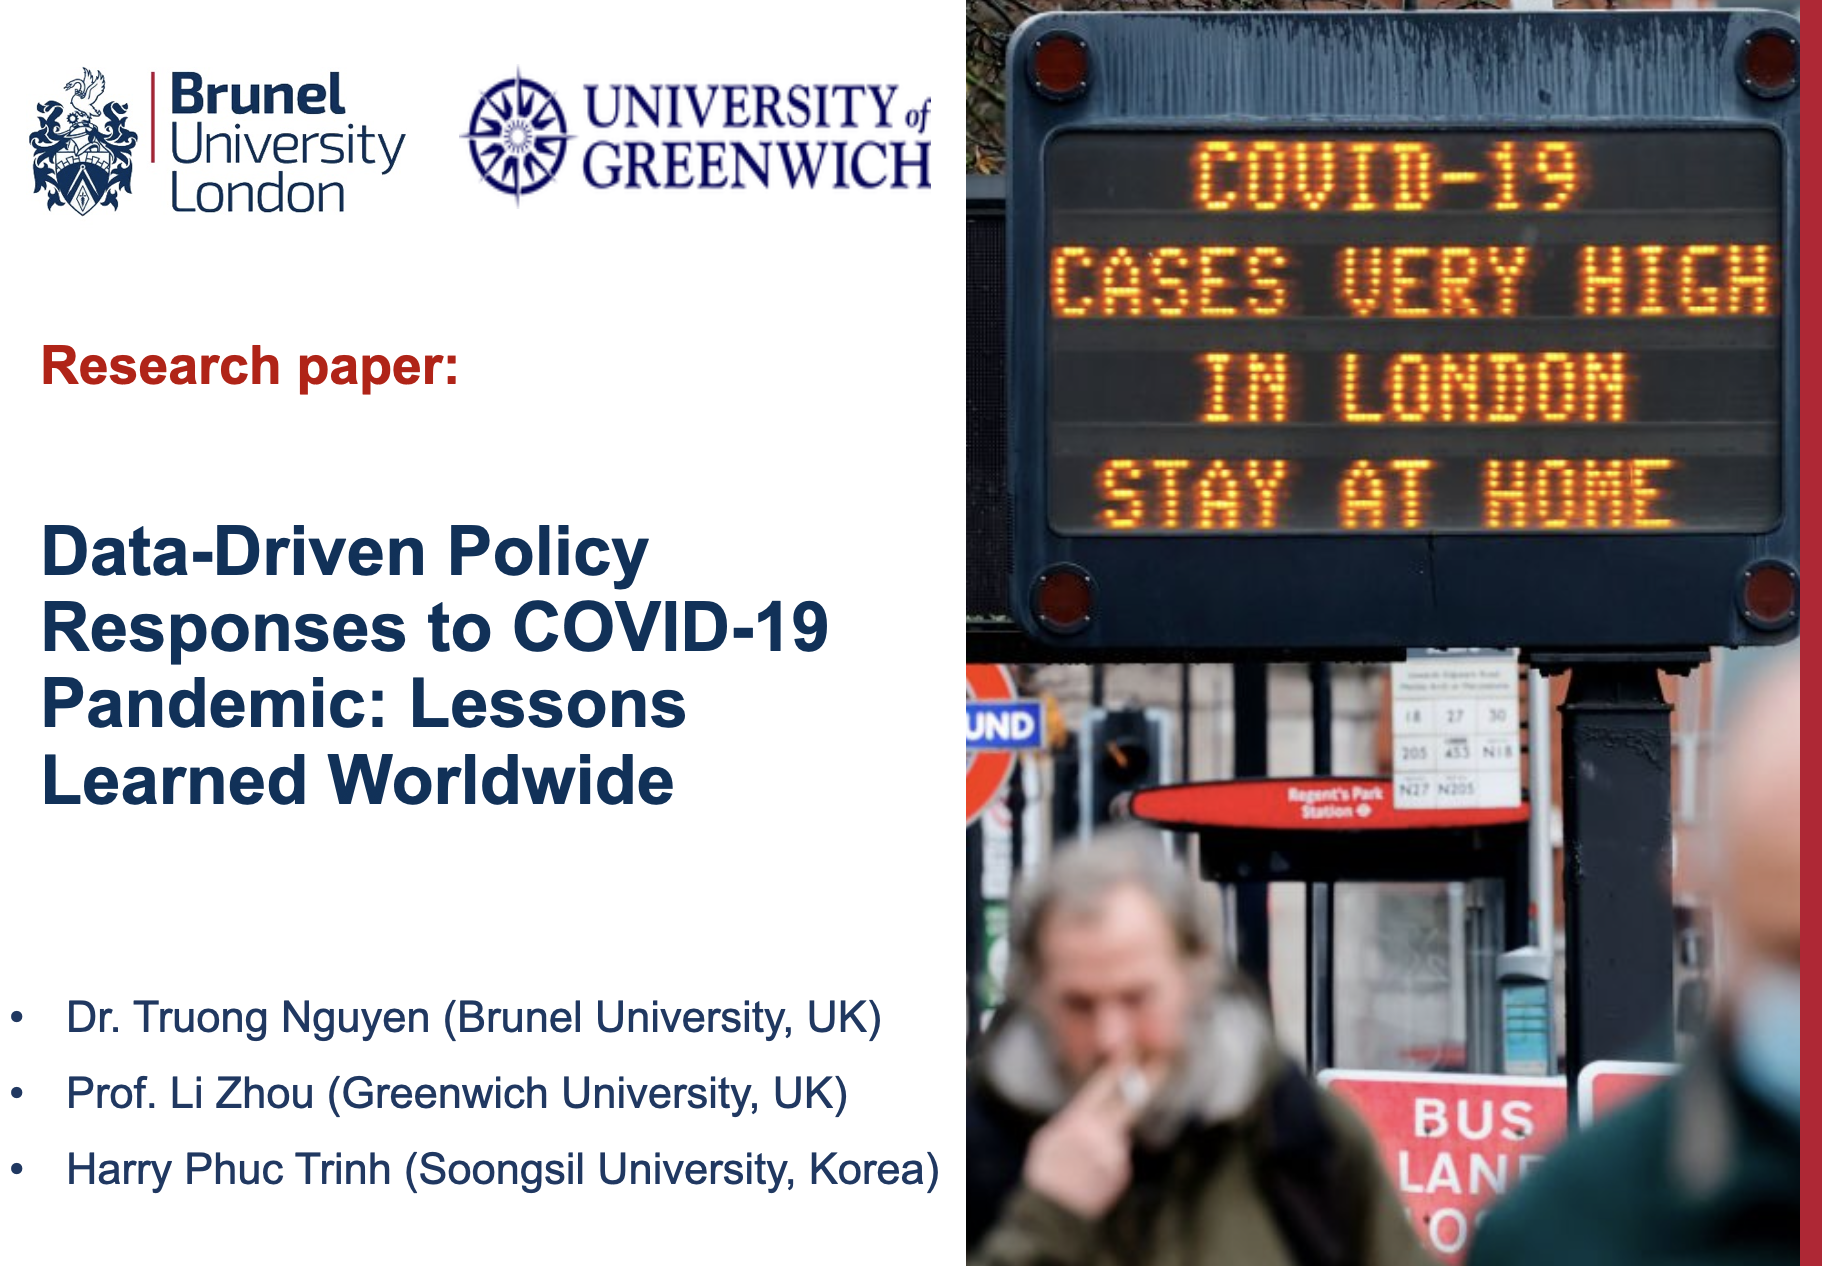 Brunel
University
London
UNIVERSITY of
GREENWICH
Research paper:
Data-Driven Policy
Responses to COVID-19
Pandemic: Lessons
Learned Worldwide
• Dr. Truong Nguyen (Brunel University, UK)
• Prof. Li Zhou (Greenwich University, UK)
• Harry Phuc Trinh (Soongsil University, Korea)
COVID-19
CASES VERY HIGH
IN LONDON
STAY AT HOME
UND
18 27 30
205 453 N18
N27 N205
Regent's Park
Station
BUS
LANE